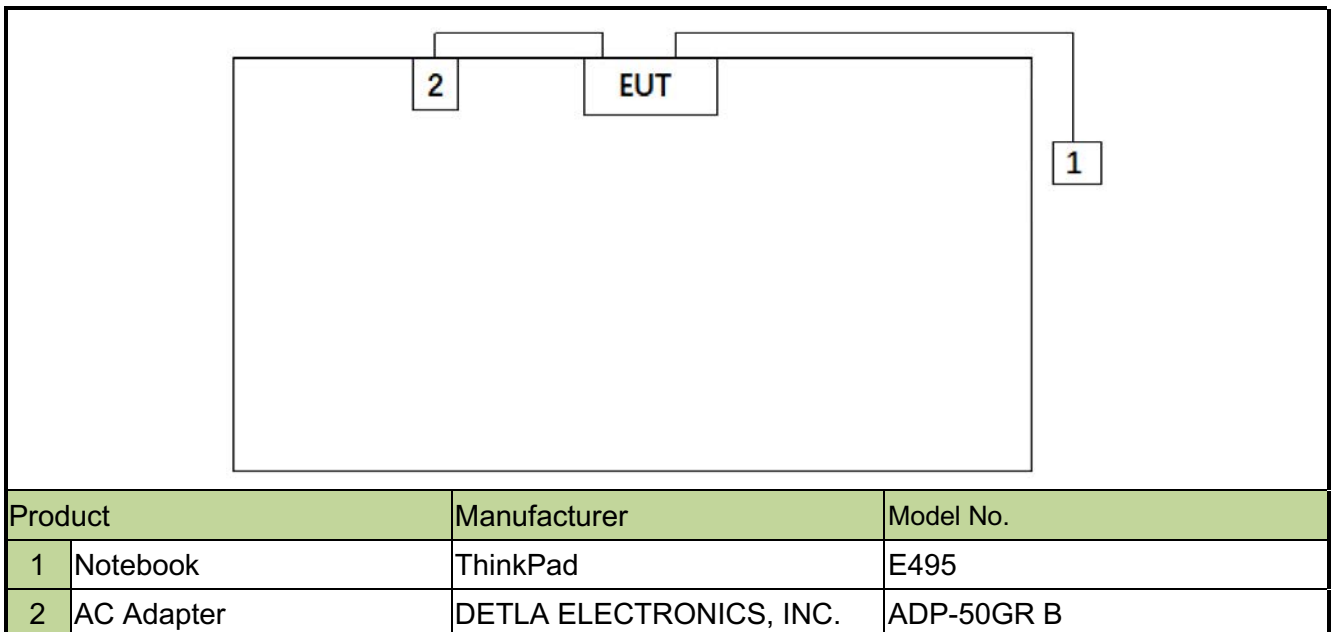 2 EUT
1
Product Manufacturer Model No.
1 Notebook ThinkPad E495
2 AC Adapter DETLA ELECTRONICS, INC. ADP-50GR B